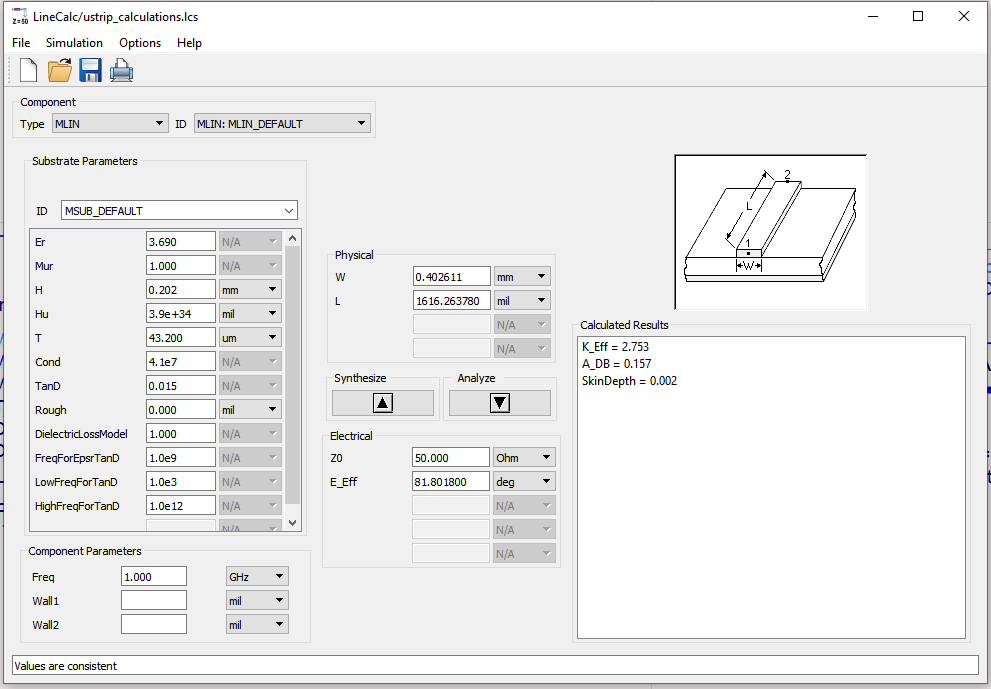 Z=50 LineCalc/ustrip_calculations.lcs
File Simulation Options Help
Component
Type MLIN ID MLIN: MLIN_DEFAULT
Substrate Parameters
ID MSUB_DEFAULT
Er 3.690 N/A
Mur 1.000 N/A
H 0.202 mm
Hu 3.9e+34 mil
T 43.200 um
Cond 4.1e7 N/A
TanD 0.015 N/A
Rough 0.000 mil
DielectricLossModel 1.000 N/A
FreqForEpsrTanD 1.0e9 N/A
LowFreqForTanD 1.0e3 N/A
HighFreqForTanD 1.0e12 N/A
N/A
Component Parameters
Freq 1.000 GHz
Wall1 mil
Wall2 mil
Physical
W 0.402611 mm
L 1616.263780 mil
N/A
N/A
Synthesize Analyze
Electrical
Z0 50.000 Ohm
E_Eff 81.801800 deg
N/A
N/A
N/A
2
L
1
W
Calculated Results
K_Eff = 2.753
A_DB = 0.157
SkinDepth = 0.002
Values are consistent